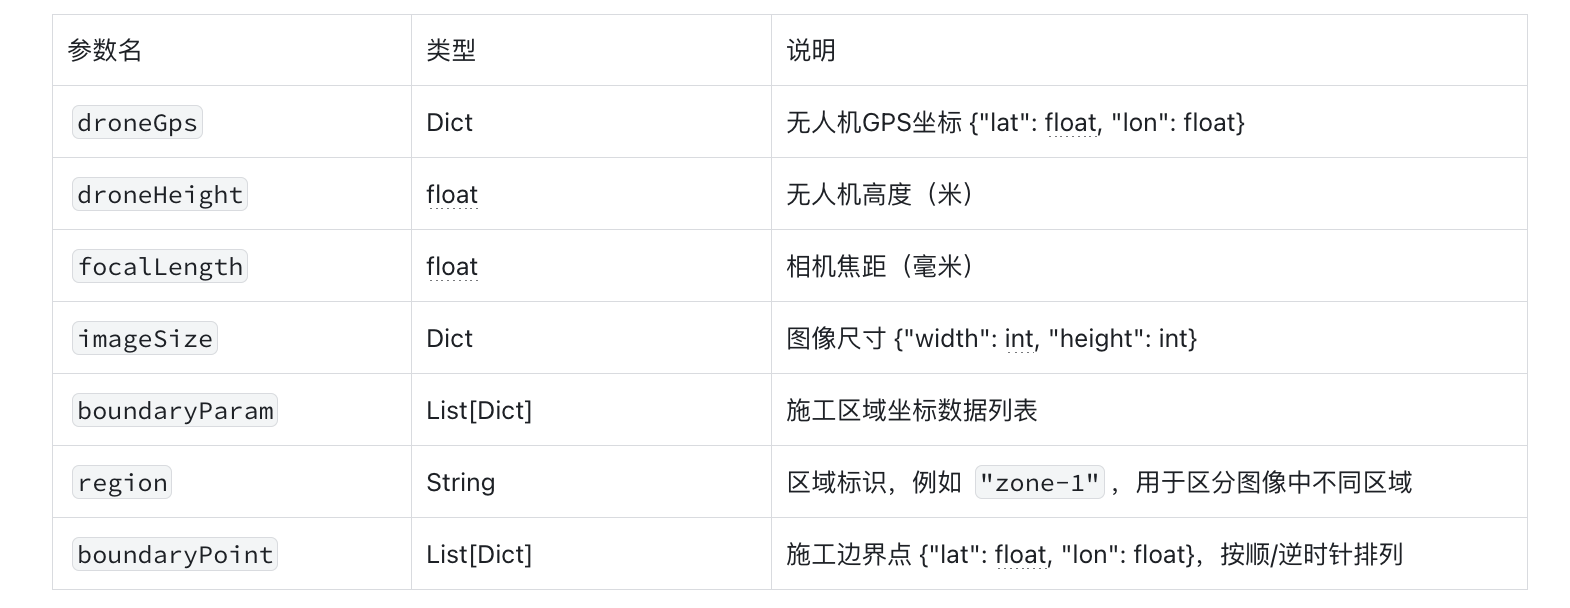 参数名 类型 说明
droneGps Dict 无人机GPS坐标 {"lat": float, "lon": float}
droneHeight float 无人机高度（米）
focalLength float 相机焦距（毫米）
imageSize Dict 图像尺寸 {"width": int, "height": int}
boundaryParam List[Dict] 施工区域坐标数据列表
region String 区域标识，例如 "zone-1" ，用于区分图像中不同区域
boundaryPoint List[Dict] 施工边界点 {"lat": float, "lon": float}，按顺/逆时针排列